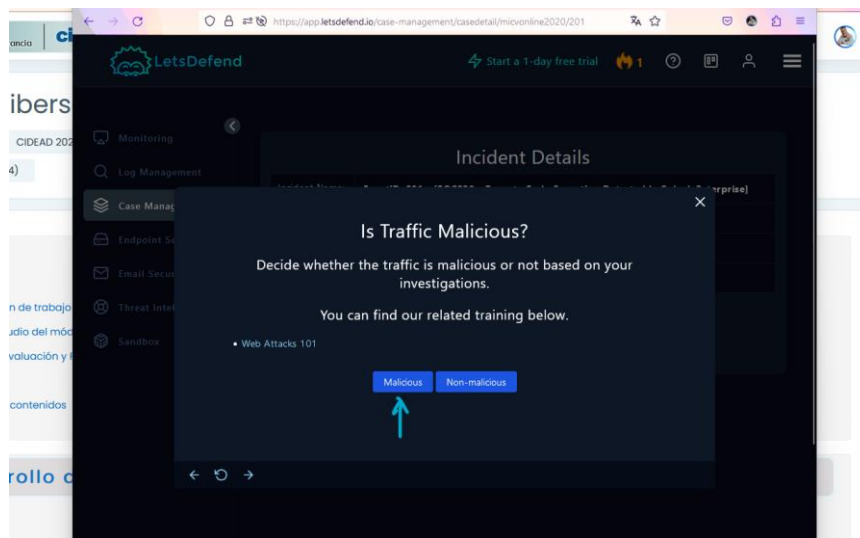 https://app.letsdefend.io/case-management/casedetail/micvonline2020/201
ancia
LetsDefend
Start a 1-day free trial
1
ibers
CIDEAD 202
4)
Monitoring
Log Management
Case Manag
Endpoint Se
Email Secur
Threat Intel
Sandbox
Incident Details
Is Traffic Malicious?
Decide whether the traffic is malicious or not based on your
investigations.
You can find our related training below.
• Web Attacks 101
Malicious
Non-malicious
n de trabajo
udio del mód
valuación y
contenidos
rollo